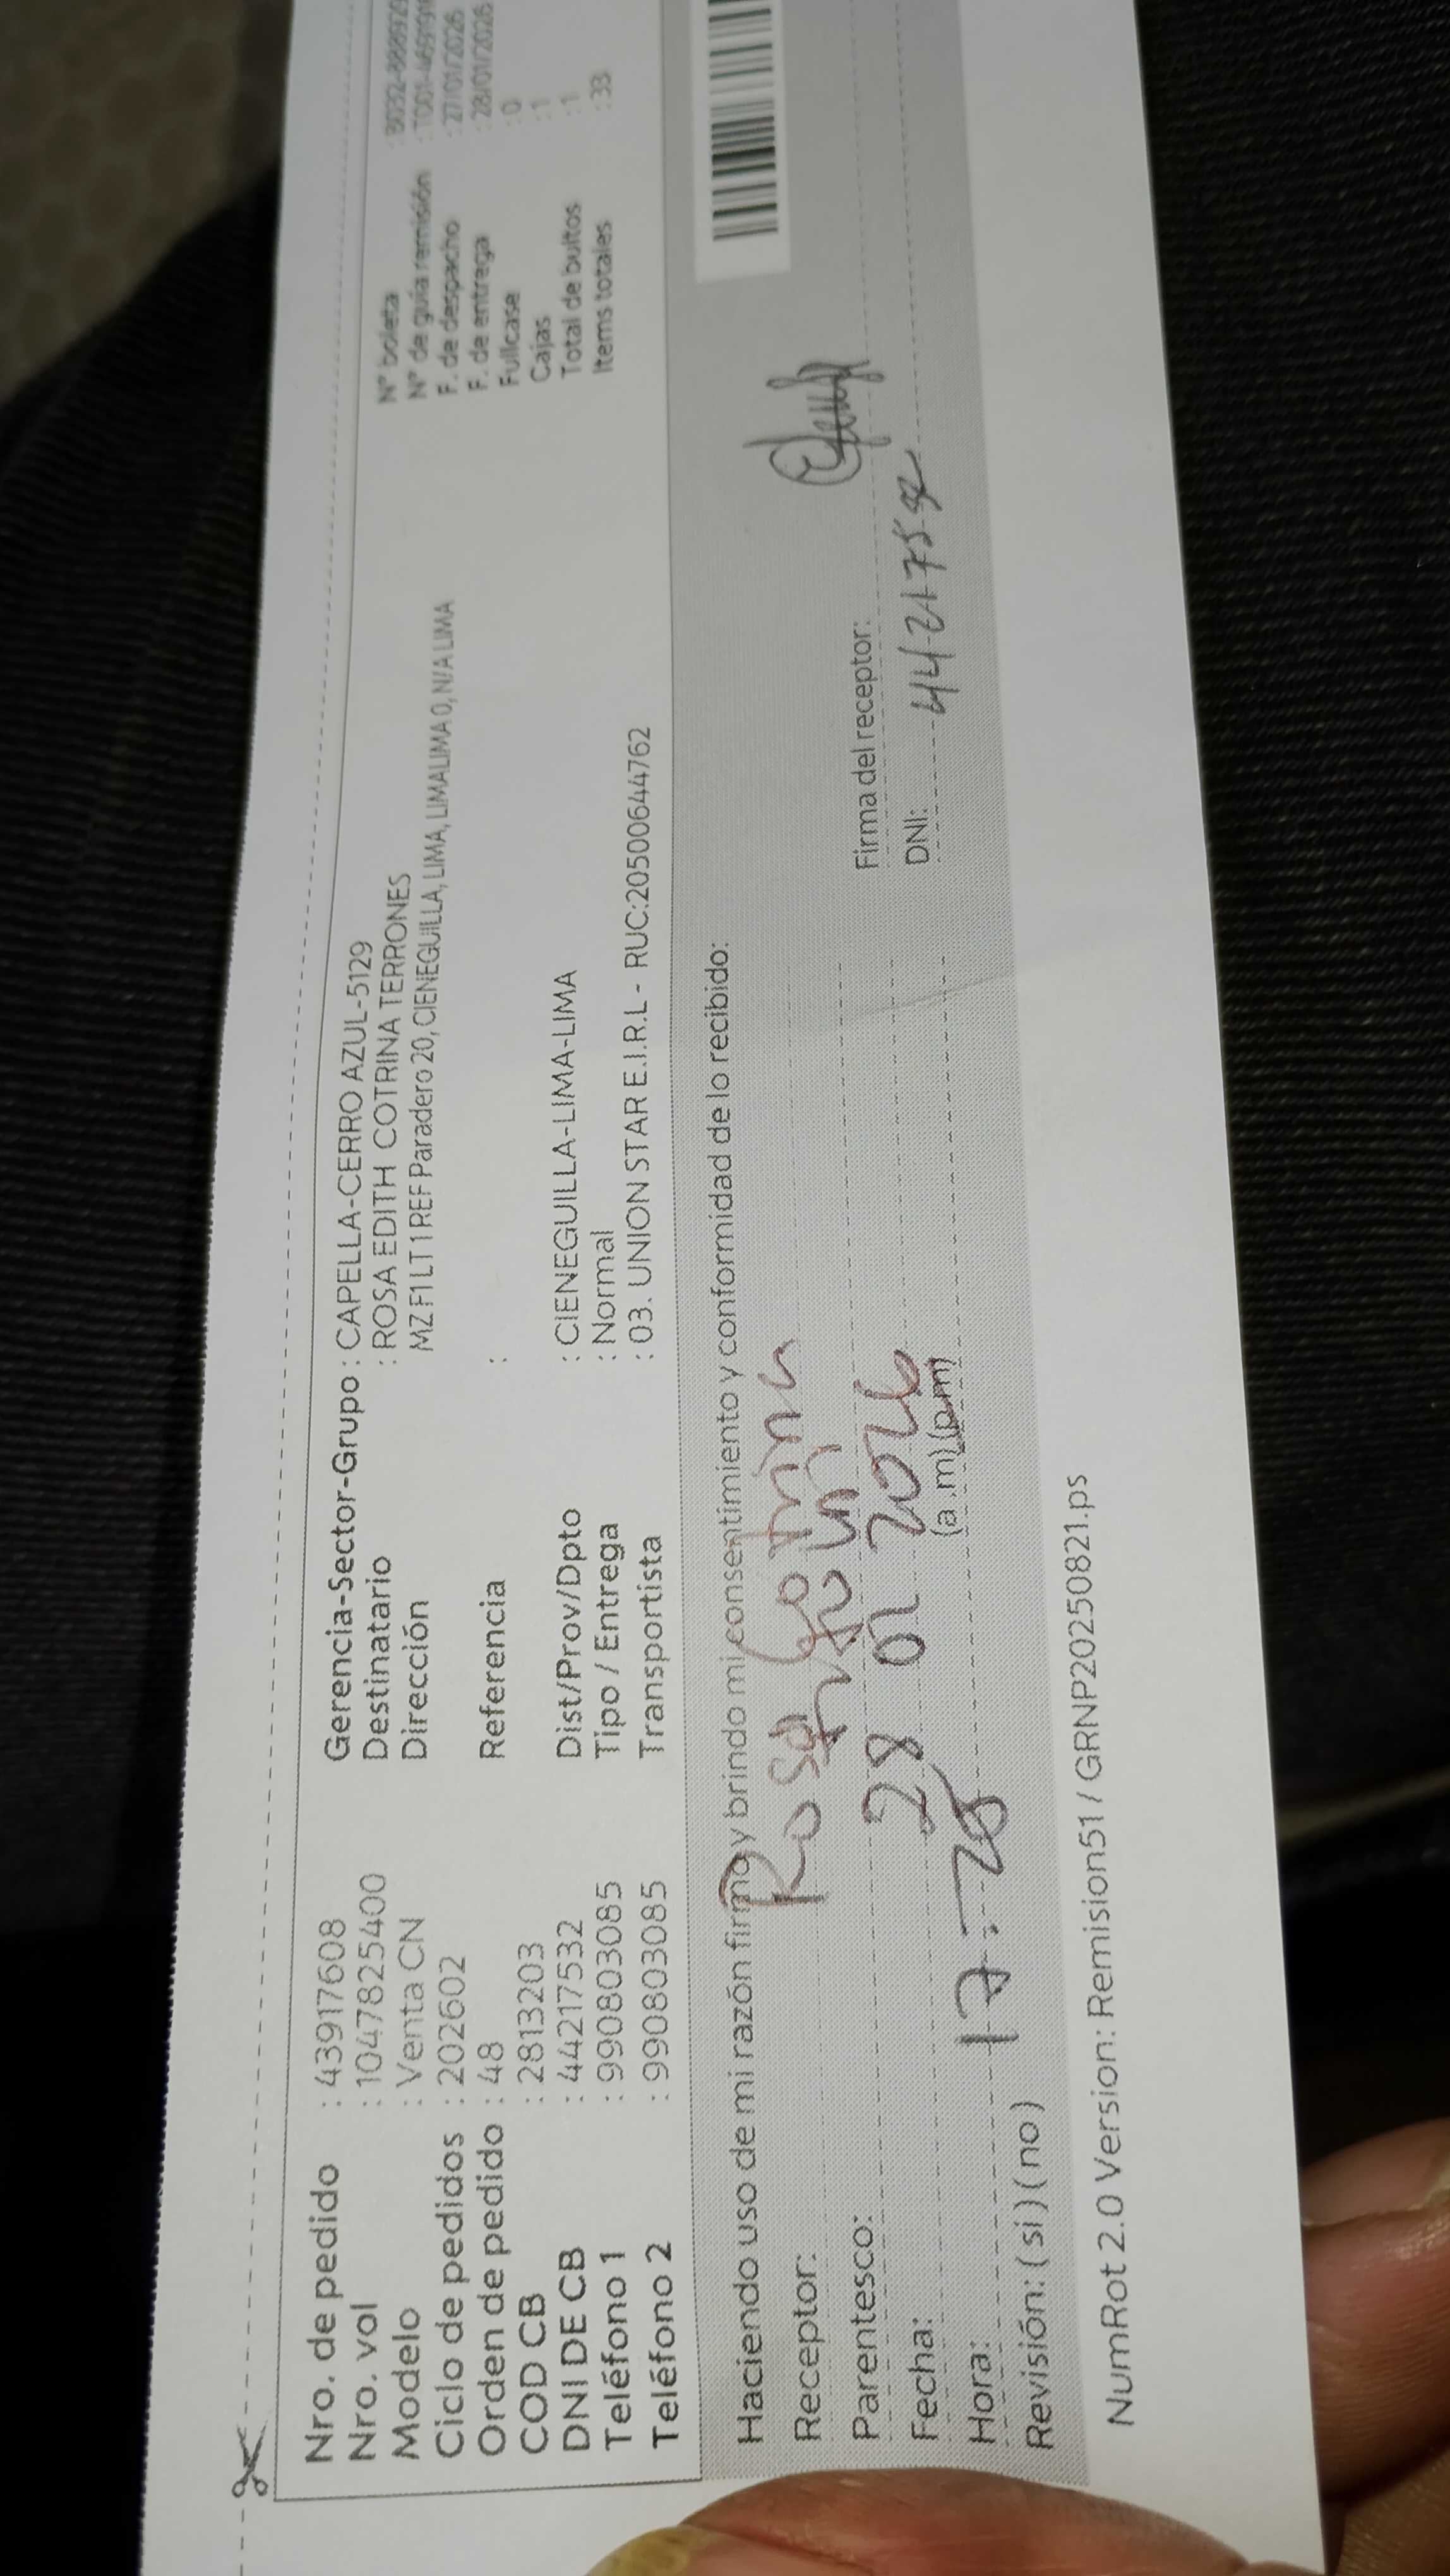 Nro. de pedido : 43917608
Nro. vol : 1047825400
Modelo : Venta CN
Ciclo de pedidos : 202602
Orden de pedido : 48
COD CB : 2813203
DNI DE CB : 44217532
Teléfono 1 : 990803085
Teléfono 2 : 990803085
Gerencia-Sector-Grupo : CAPELLA-CERRO AZUL-5129
Destinatario : ROSA EDITH COTRINA TERRONES
Dirección MZ F1 LT 1 REF Paradero 20, CIENEGUILLA, LIMA, LIMALIMA 0, N/A LIMA
Referencia :
Dist/Prov/Dpto : CIENEGUILLA-LIMA-LIMA
Tipo / Entrega : Normal
Transportista : 03. UNION STAR E.I.R.L - RUC:20500644762
N° boleta
N° de guía remisión
F. de despacho : 27/01/2026
F. de entrega : 28/01/2026
Fullcase : 0
Cajas : 1
Total de bultos : 1
Items totales : 33
Haciendo uso de mi razón firmo y brindo mi consentimiento y conformidad de lo recibido:
Receptor: Rosa Cotrina
Parentesco:
Fecha: 28 01 2026
Hora: 17:26 (a.m) (p.m)
Revisión: ( si ) ( no )
Firma del receptor:
DNI: 44217532
NumRot 2.0 Version: Remision51 / GRNP20250821.ps